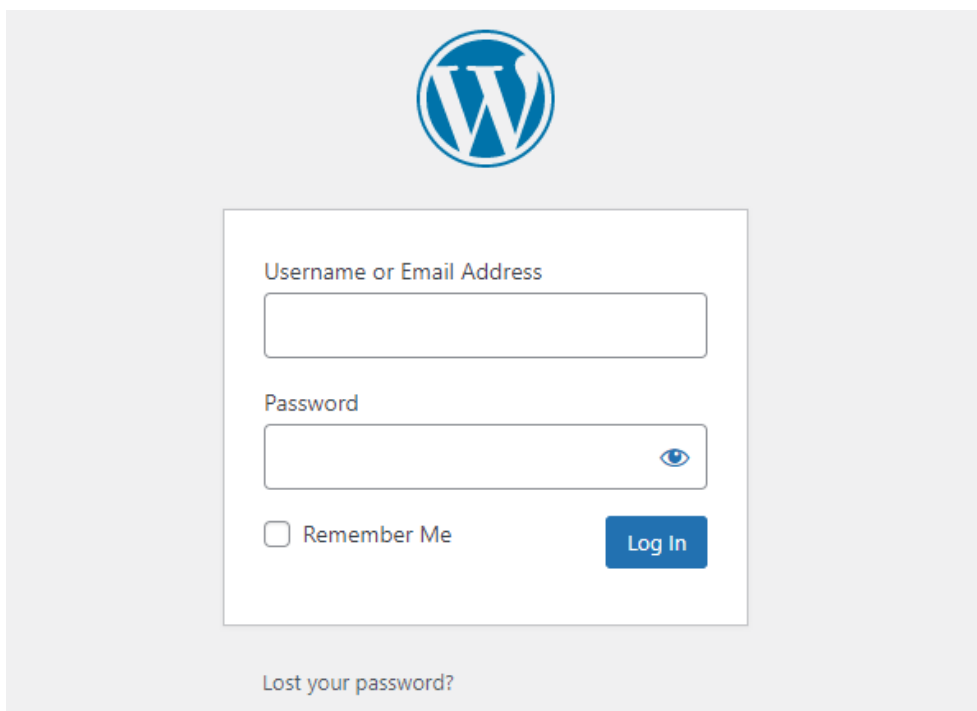 Username or Email Address
Password
Remember Me
Log In
Lost your password?